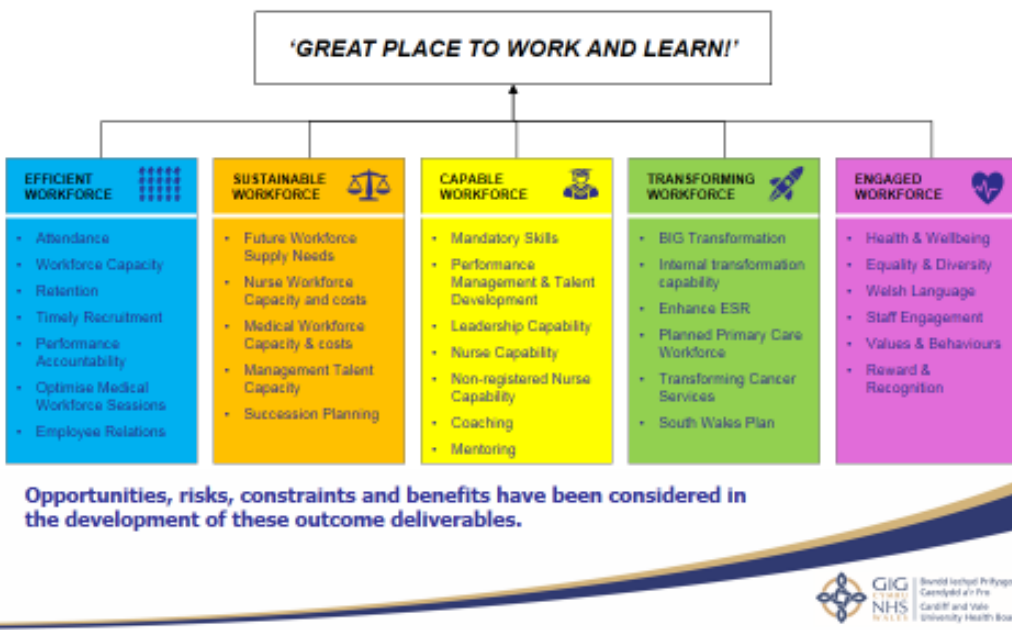 ‘GREAT PLACE TO WORK AND LEARN!’
EFFICIENT
WORKFORCE
• Attendance
• Workforce Capacity
• Retention
• Timely Recruitment
• Performance
Accountability
• Optimise Medical
Workforce Sessions
• Employee Relations
SUSTAINABLE
WORKFORCE
• Future Workforce
Supply Needs
• Nurse Workforce
Capacity and costs
• Medical Workforce
Capacity & costs
• Management Talent
Capacity
• Succession Planning
CAPABLE
WORKFORCE
• Mandatory Skills
• Performance
Management & Talent
Development
• Leadership Capability
• Nurse Capability
• Non-registered Nurse
Capability
• Coaching
• Mentoring
TRANSFORMING
WORKFORCE
• BIG Transformation
• Internal transformation
capability
• Enhance ESR
• Planned Primary Care
Workforce
• Transforming Cancer
Services
• South Wales Plan
ENGAGED
WORKFORCE
• Health & Wellbeing
• Equality & Diversity
• Welsh Language
• Staff Engagement
• Values & Behaviours
• Reward &
Recognition
Opportunities, risks, constraints and benefits have been considered in
the development of these outcome deliverables.
GIG
CYMRU
NHS
WALES
Bwrdd Iechyd
Caerdydd a'r Fro
Cardiff and Vale
University Health